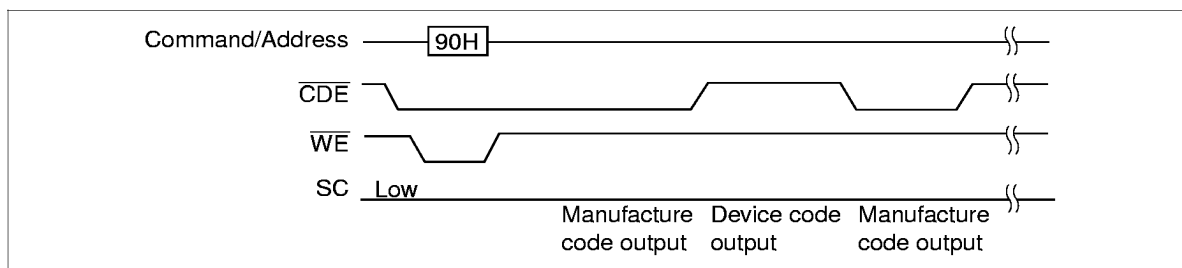 Command/Address 90H
CDE
WE
SC Low
Manufacture Device code Manufacture
code output output code output